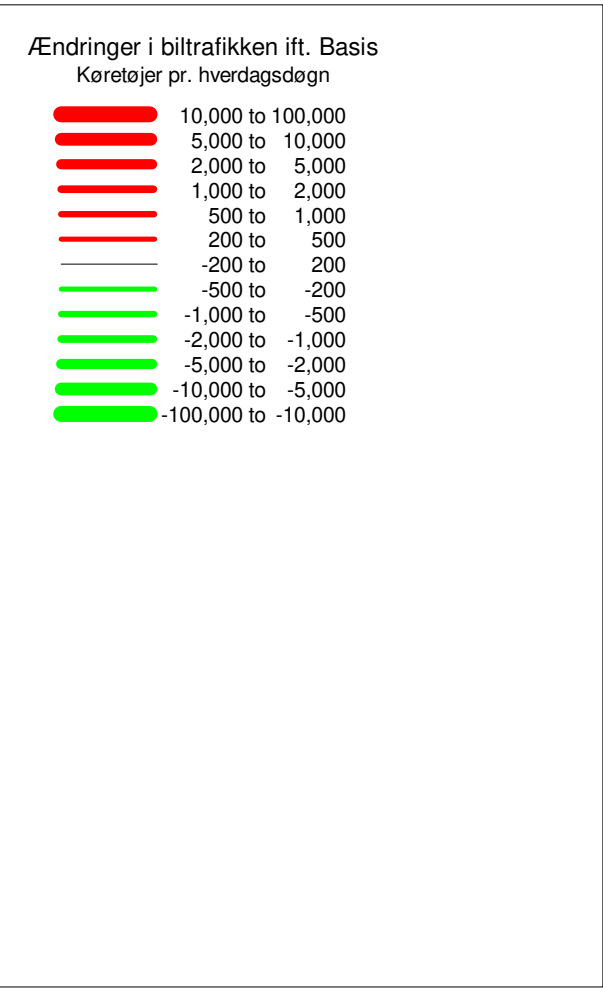 Ændringer i biltrafikken ift. Basis
Køretøjer pr. hverdagsdøgn
10,000 to 100,000
5,000 to 10,000
2,000 to 5,000
1,000 to 2,000
500 to 1,000
200 to 500
-200 to 200
-500 to -200
-1,000 to -500
-2,000 to -1,000
-5,000 to -2,000
-10,000 to -5,000
-100,000 to -10,000